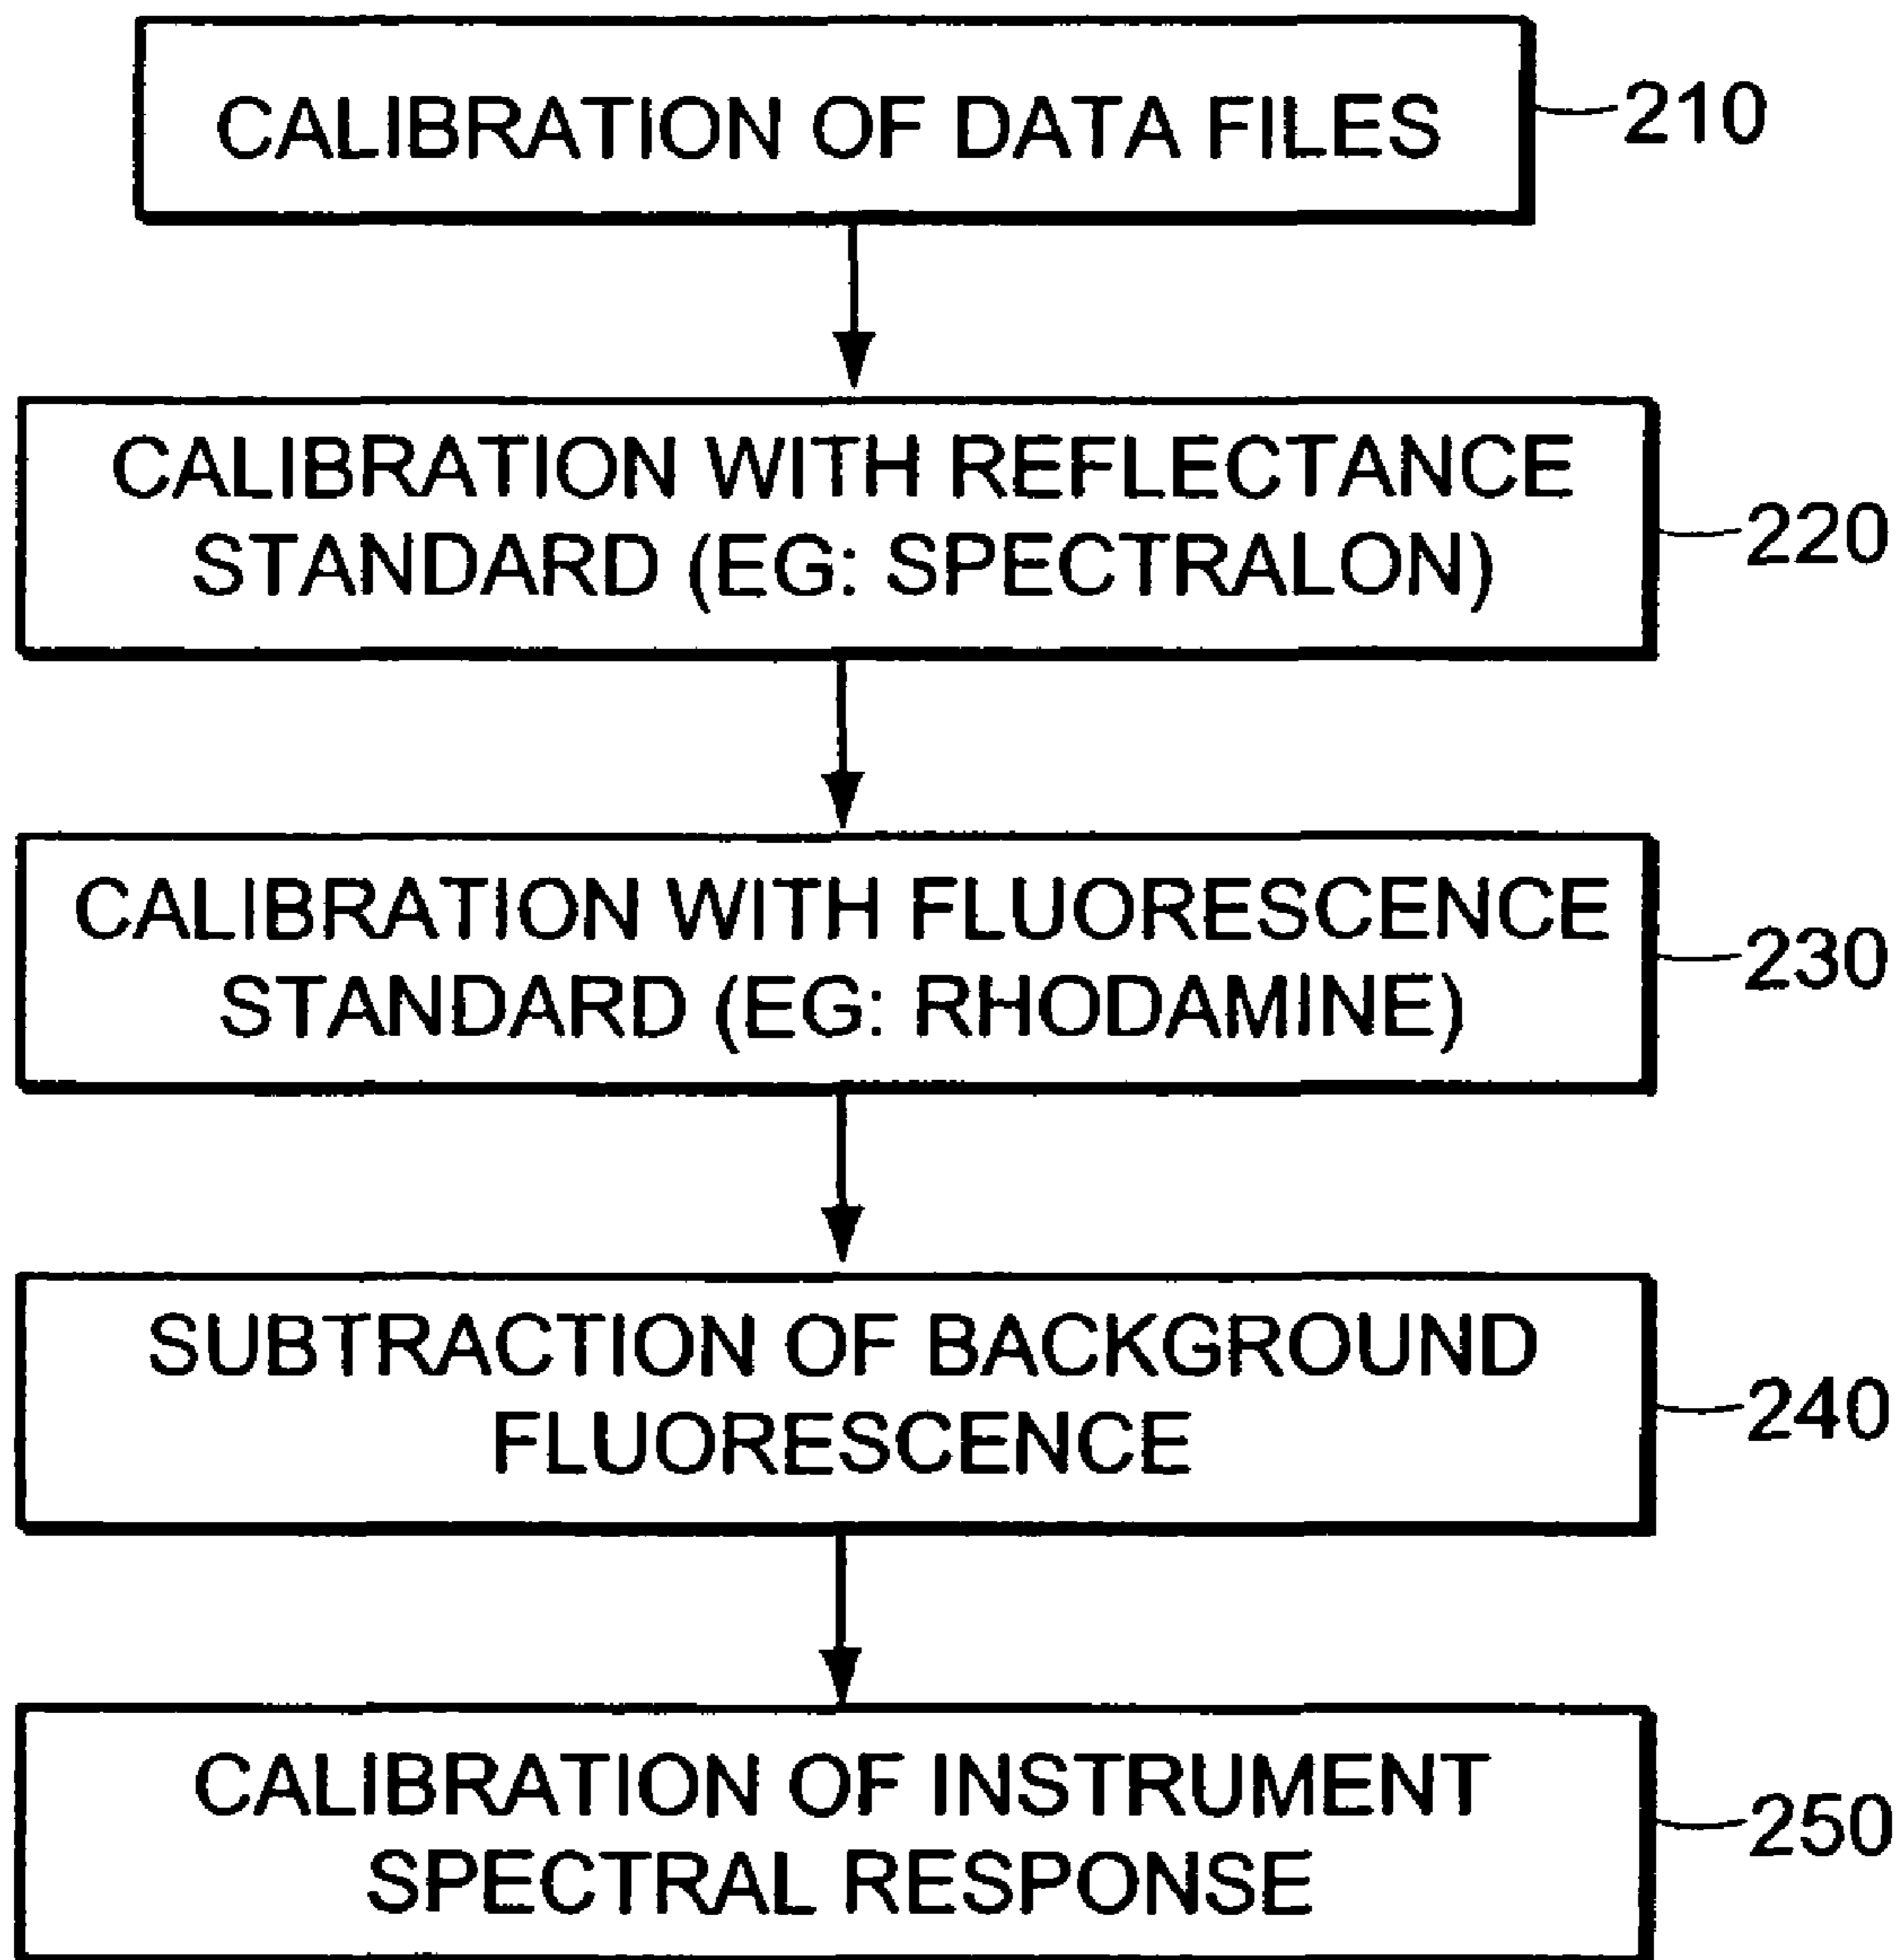 CALIBRATION OF DATA FILES
210
CALIBRATION WITH REFLECTANCE
STANDARD (EG: SPECTRALON)
220
CALIBRATION WITH FLUORESCENCE
STANDARD (EG: RHODAMINE)
230
SUBTRACTION OF BACKGROUND
FLUORESCENCE
240
CALIBRATION OF INSTRUMENT
SPECTRAL RESPONSE
250